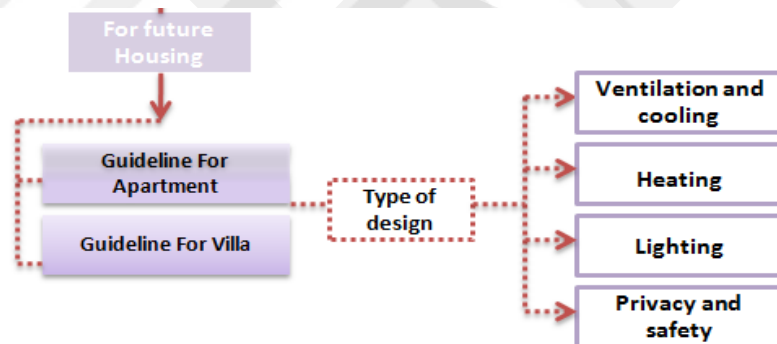 For future
Housing
Guideline For
Apartment
Guideline For Villa
Type of
design
Ventilation and
cooling
Heating
Lighting
Privacy and
safety